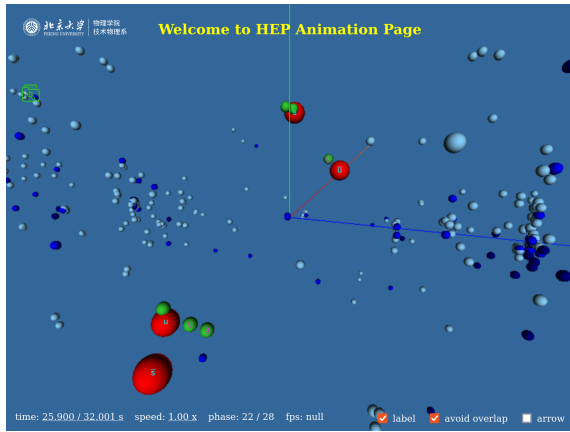 北京大学
PEKING UNIVERSITY
物理学院
技术物理系
Welcome to HEP Animation Page
u
s
time: 25.900 / 32.001 s speed: 1.00 x phase: 22 / 28 fps: null
label avoid overlap arrow